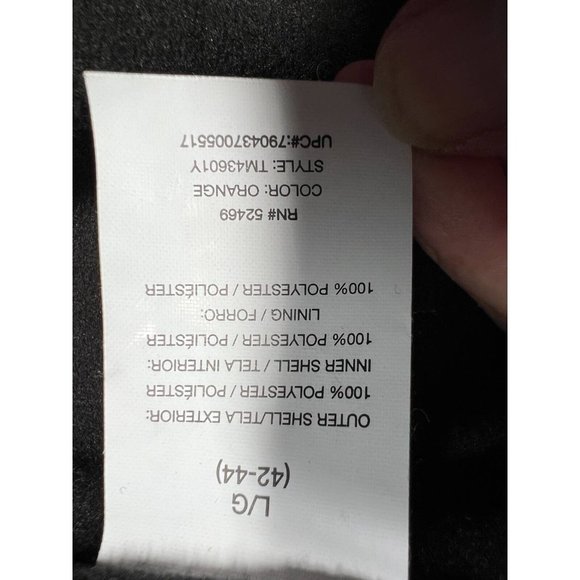 L/G
(42-44)
OUTER SHELL/TELA EXTERIOR:
100% POLYESTER / POLIÉSTER
INNER SHELL / TELA INTERIOR:
100% POLYESTER / POLIÉSTER
LINING / FORRO:
100% POLYESTER / POLIÉSTER
RN# 52469
COLOR: ORANGE
STYLE: TM43601Y
UPC#:790437005517